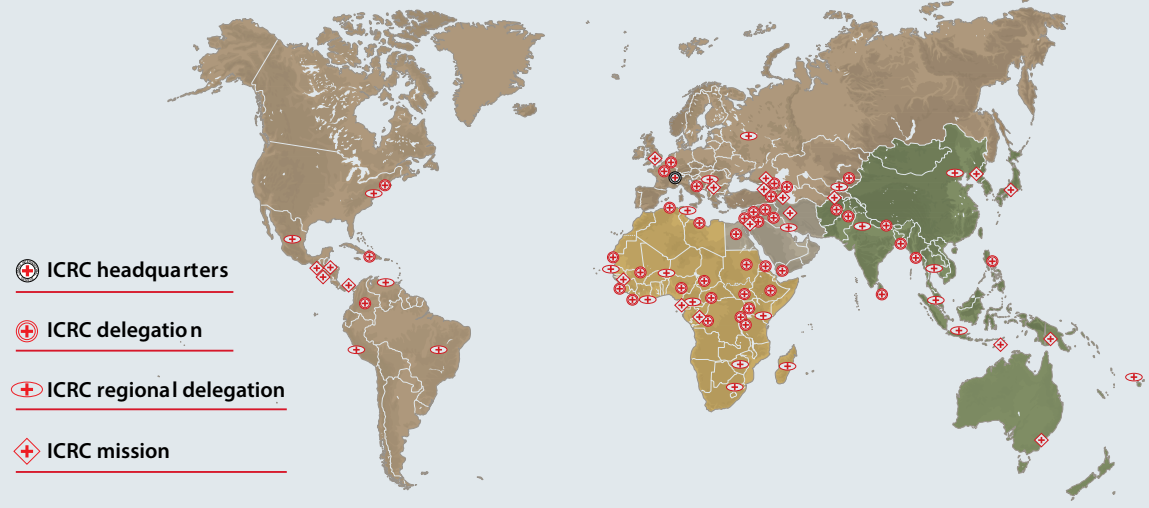 ICRC headquarters
ICRC delegation
ICRC regional delegation
ICRC mission